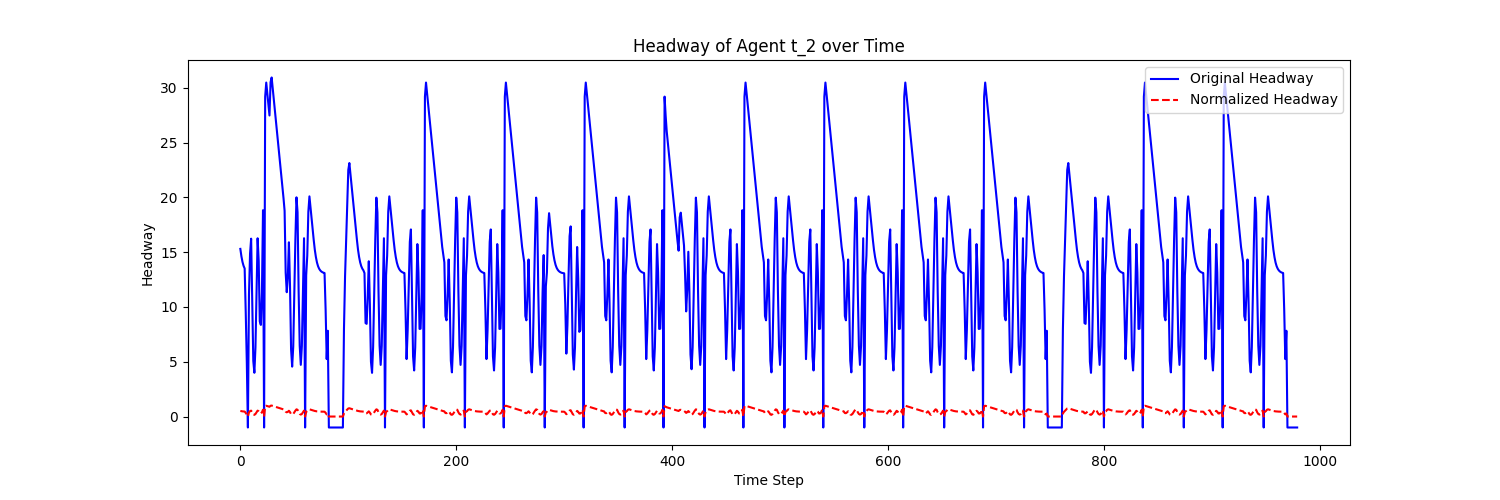 Headway of Agent t_2 over Time
Original Headway
Normalized Headway
Headway
30
25
20
15
10
5
0
0
200
400
600
800
1000
Time Step